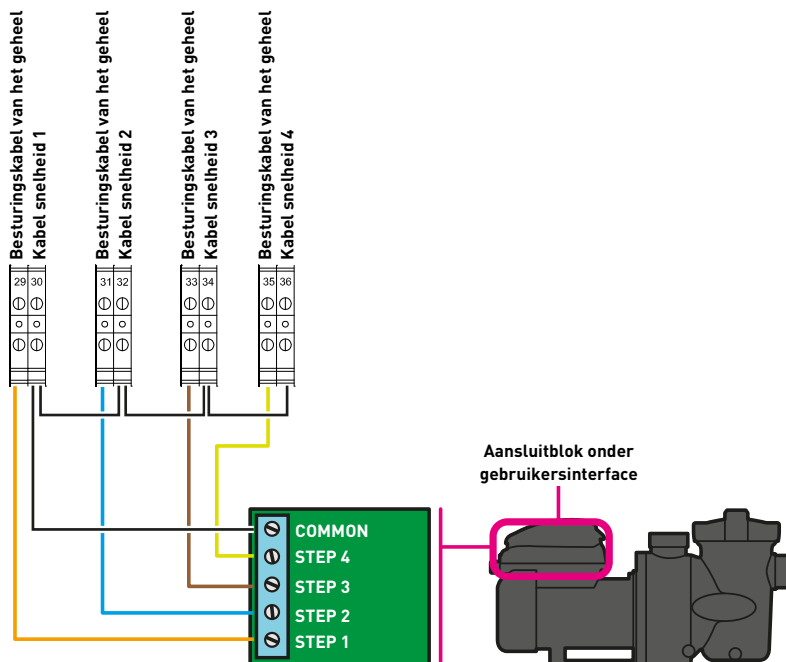 Besturingskabel van het geheel
Kabel snelheid 1
Besturingskabel van het geheel
Kabel snelheid 2
Besturingskabel van het geheel
Kabel snelheid 3
Besturingskabel van het geheel
Kabel snelheid 4
29 30
31 32
33 34
35 36
Aansluitblok onder
gebruikersinterface
COMMON
STEP 4
STEP 3
STEP 2
STEP 1